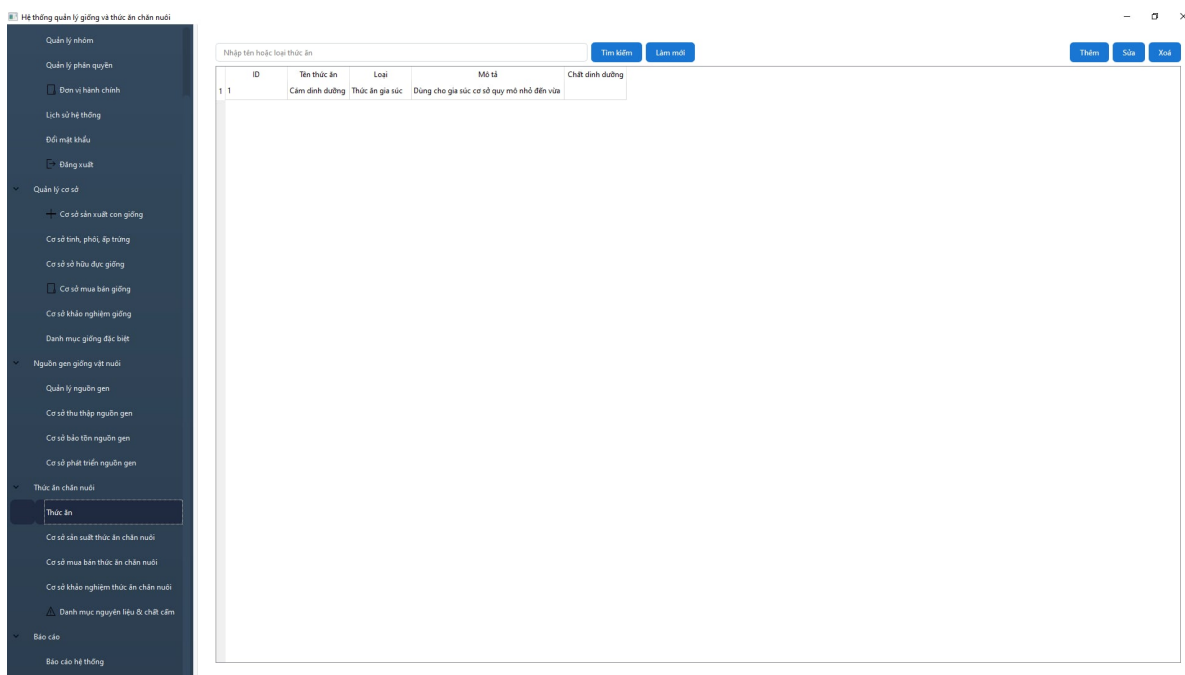 Hệ thống quản lý giống và thức ăn chăn nuôi
Quản lý nhóm
Quản lý phân quyền
Đơn vị hành chính
Lịch sử hệ thống
Đổi mật khẩu
Đăng xuất
Quản lý cơ sở
Cơ sở sản xuất con giống
Cơ sở tinh, phôi, ấp trứng
Cơ sở sở hữu đực giống
Cơ sở mua bán giống
Cơ sở khảo nghiệm giống
Danh mục giống đặc biệt
Nguồn gen giống vật nuôi
Quản lý nguồn gen
Cơ sở thu thập nguồn gen
Cơ sở bảo tồn nguồn gen
Cơ sở phát triển nguồn gen
Thức ăn chăn nuôi
Thức ăn
Cơ sở sản suất thức ăn chăn nuôi
Cơ sở mua bán thức ăn chăn nuôi
Cơ sở khảo nghiệm thức ăn chăn nuôi
Danh mục nguyên liệu & chất cấm
Báo cáo
Báo cáo hệ thống
Nhập tên hoặc loại thức ăn Tìm kiếm Làm mới Thêm Sửa Xoá
ID Tên thức ăn Loại Mô tả Chất dinh dưỡng
1 1 Cám dinh dưỡng Thức ăn gia súc Dùng cho gia súc cơ sở quy mô nhỏ đến vừa